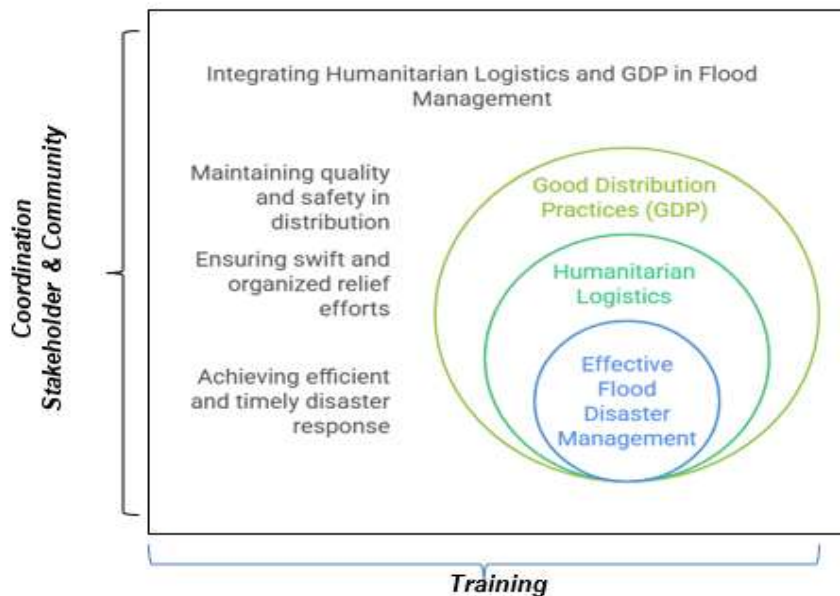 Integrating Humanitarian Logistics and GDP in Flood
Management
Coordination
Stakeholder & Community
Maintaining quality
and safety in
distribution
Good Distribution
Practices (GDP)
Ensuring swift and
organized relief
efforts
Humanitarian
Logistics
Achieving efficient
and timely disaster
response
Effective
Flood
Disaster
Management
Training